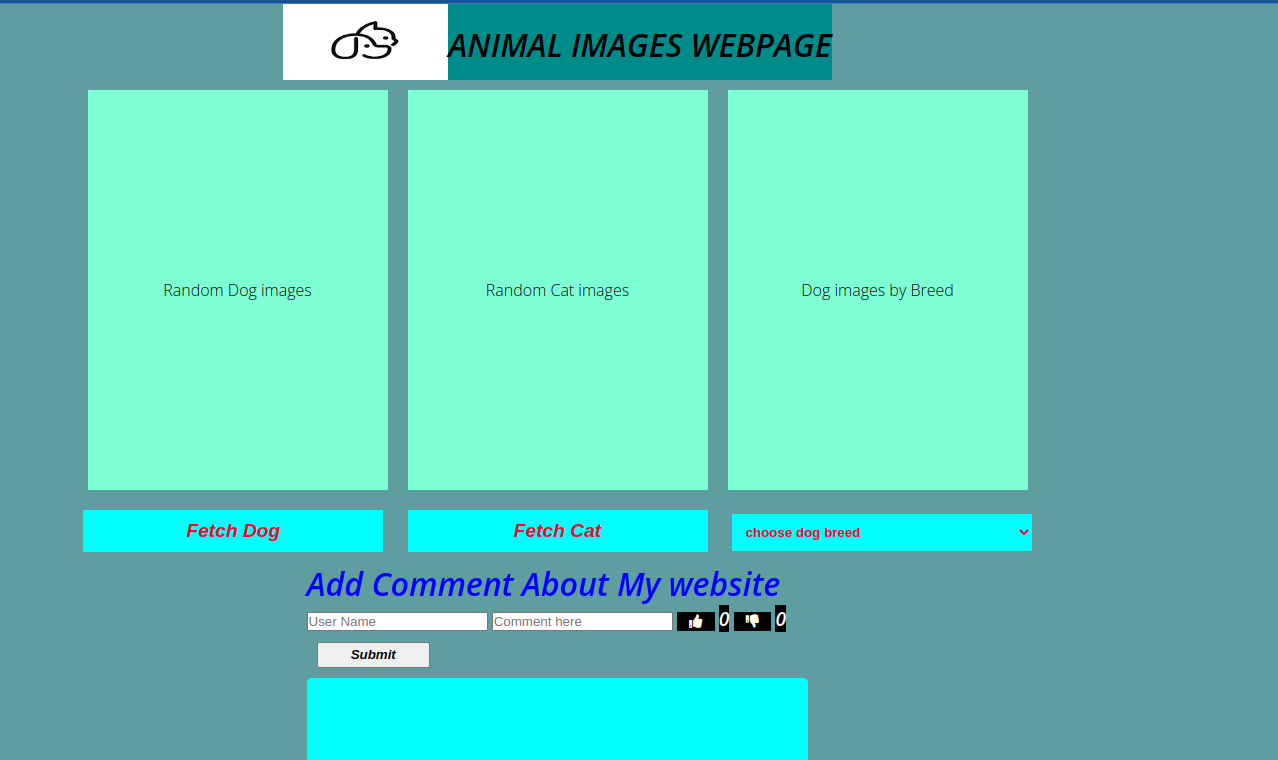 ANIMAL IMAGES WEBPAGE
Random Dog images
Random Cat images
Dog images by Breed
Fetch Dog
Fetch Cat
choose dog breed
Add Comment About My website
User Name
Comment here
0
0
Submit